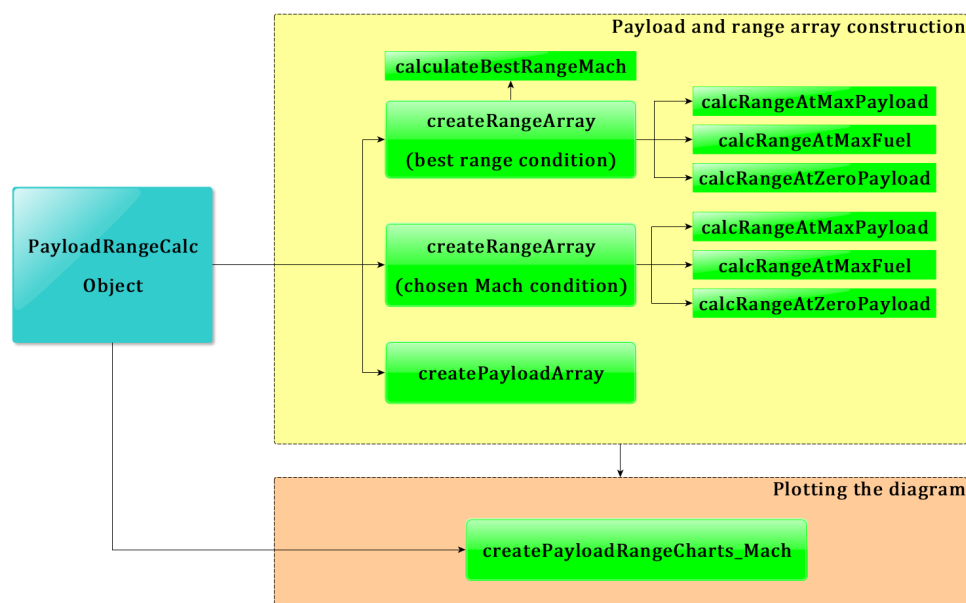 Payload and range array construction
calculateBestRangeMach
createRangeArray
(best range condition)
calcRangeAtMaxPayload
calcRangeAtMaxFuel
calcRangeAtZeroPayload
PayloadRangeCalc
Object
createRangeArray
(chosen Mach condition)
calcRangeAtMaxPayload
calcRangeAtMaxFuel
calcRangeAtZeroPayload
createPayloadArray
Plotting the diagram
createPayloadRangeCharts_Mach